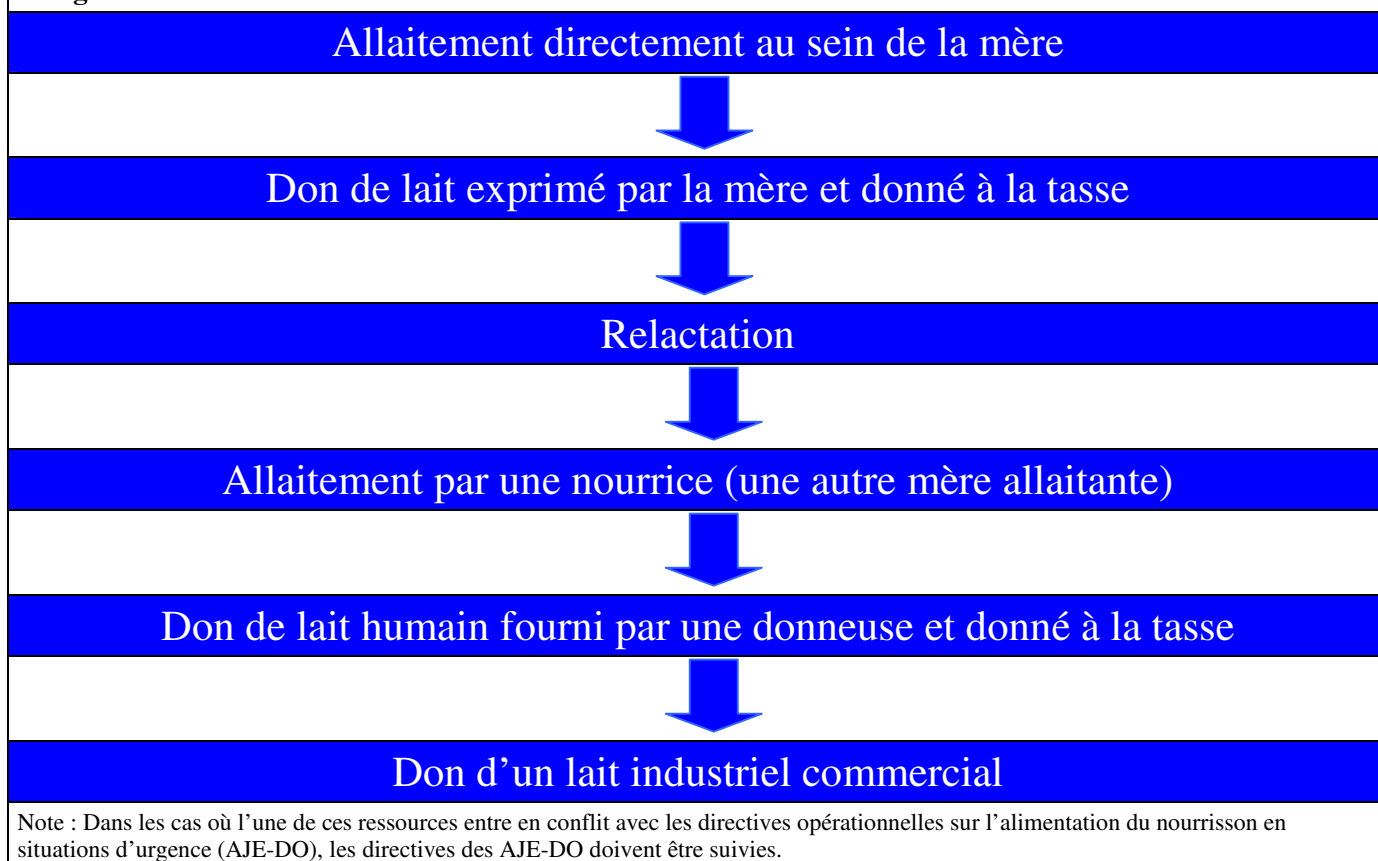 Allaitement directement au sein de la mère
Don de lait exprimé par la mère et donné à la tasse
Relactation
Allaitement par une nourrice (une autre mère allaitante)
Don de lait humain fourni par une donneuse et donné à la tasse
Don d’un lait industriel commercial
Note : Dans les cas où l’une de ces ressources entre en conflit avec les directives opérationnelles sur l’alimentation du nourrisson en
situations d’urgence (AJE-DO), les directives des AJE-DO doivent être suivies.